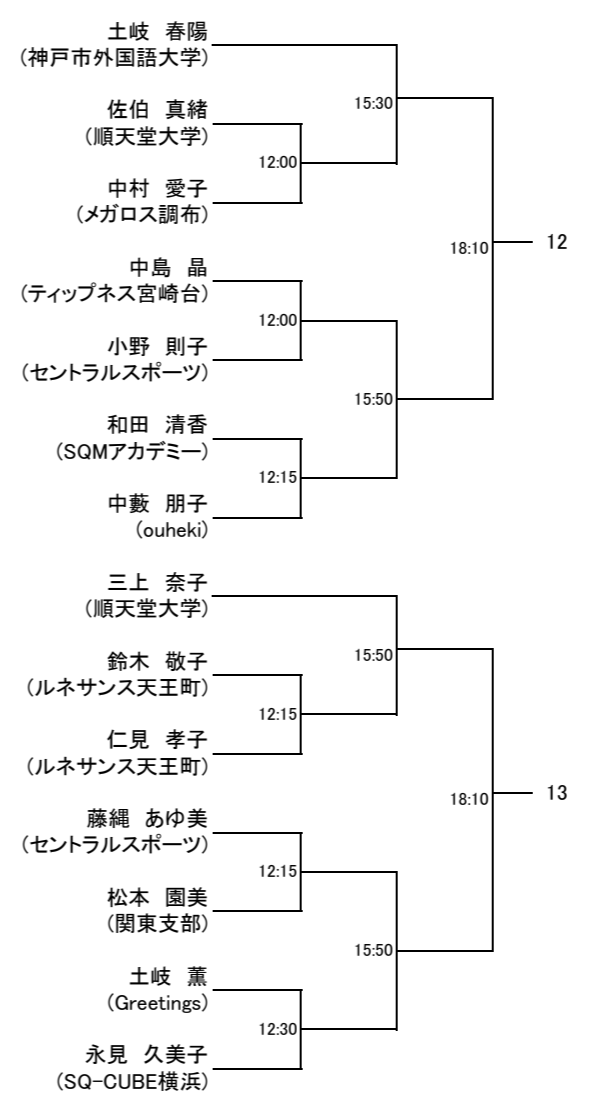 土岐　春陽
(神戸市外国語大学)
15:30
佐伯　真緒
(順天堂大学)
12:00
中村　愛子
(メガロス調布)
18:10
12
中島　晶
(ティップネス宮崎台)
12:00
小野　則子
(セントラルスポーツ)
15:50
和田　清香
(SQMアカデミー)
12:15
中藪　朋子
(ouheki)
三上　奈子
(順天堂大学)
15:50
鈴木　敬子
(ルネサンス天王町)
12:15
仁見　孝子
(ルネサンス天王町)
18:10
13
藤縄　あゆ美
(セントラルスポーツ)
12:15
松本　園美
(関東支部)
15:50
土岐　薫
(Greetings)
12:30
永見　久美子
(SQ-CUBE横浜)